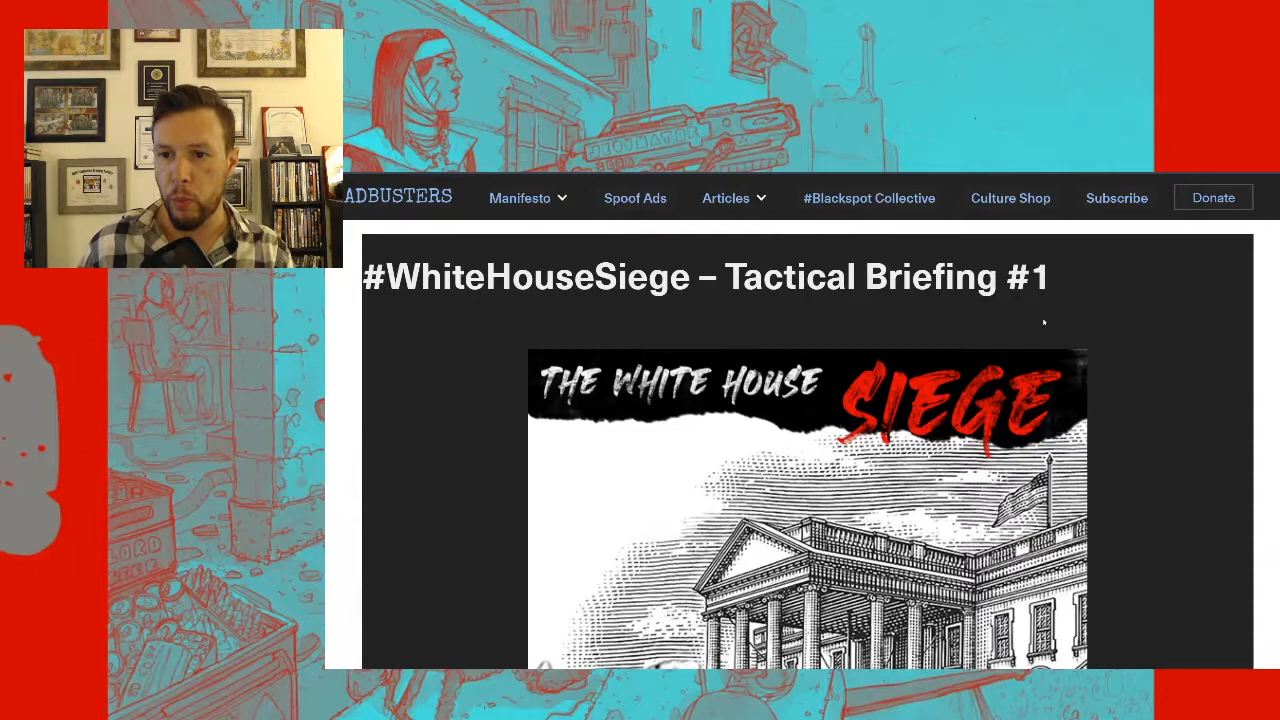 ADBUSTERS
Manifesto
Spoof Ads
Articles
#Blackspot Collective
Culture Shop
Subscribe
Donate
#WhiteHouseSiege – Tactical Briefing #1
THE WHITE HOUSE SIEGE